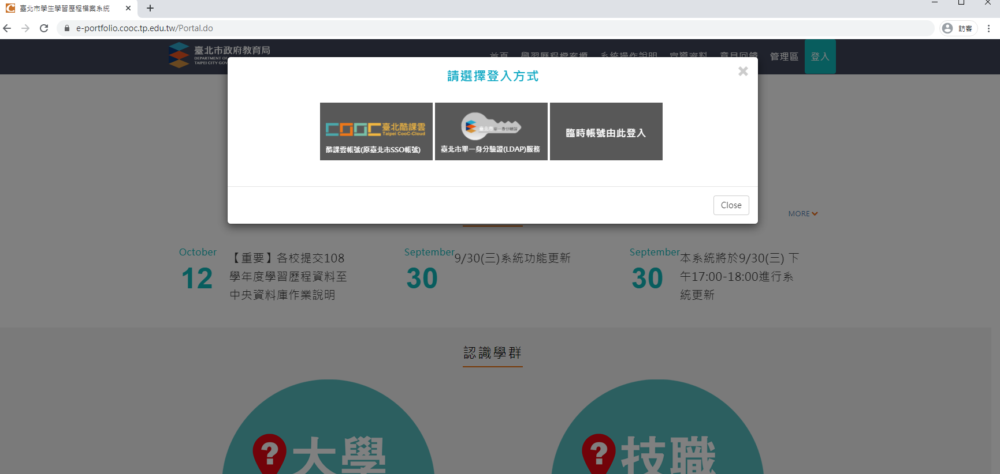 臺北市學生學習歷程檔案系統
e-portfolio.cooc.tp.edu.tw/Portal.do
訪客
臺北市政府教育局
DEPARTMENT OF
TAIPEI CITY GOV
首頁 學習歷程檔案櫃 系統操作說明 宣導資料 意見回饋 管理區 登入
請選擇登入方式
COOC臺北酷課雲
Taipei CooC-Cloud
酷課雲帳號(原臺北市SSO帳號)
臺北市單一身分驗證
臺北市單一身分驗證(LDAP)服務
臨時帳號由此登入
Close
MORE
October
12
【重要】各校提交108
學年度學習歷程資料至
中央資料庫作業說明
September
30
9/30(三)系統功能更新
September
30
本系統將於9/30(三) 下
午17:00-18:00進行系
統更新
認識學群
?大學
?技職